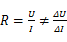 R = U/I ≠ ΔU/ΔI